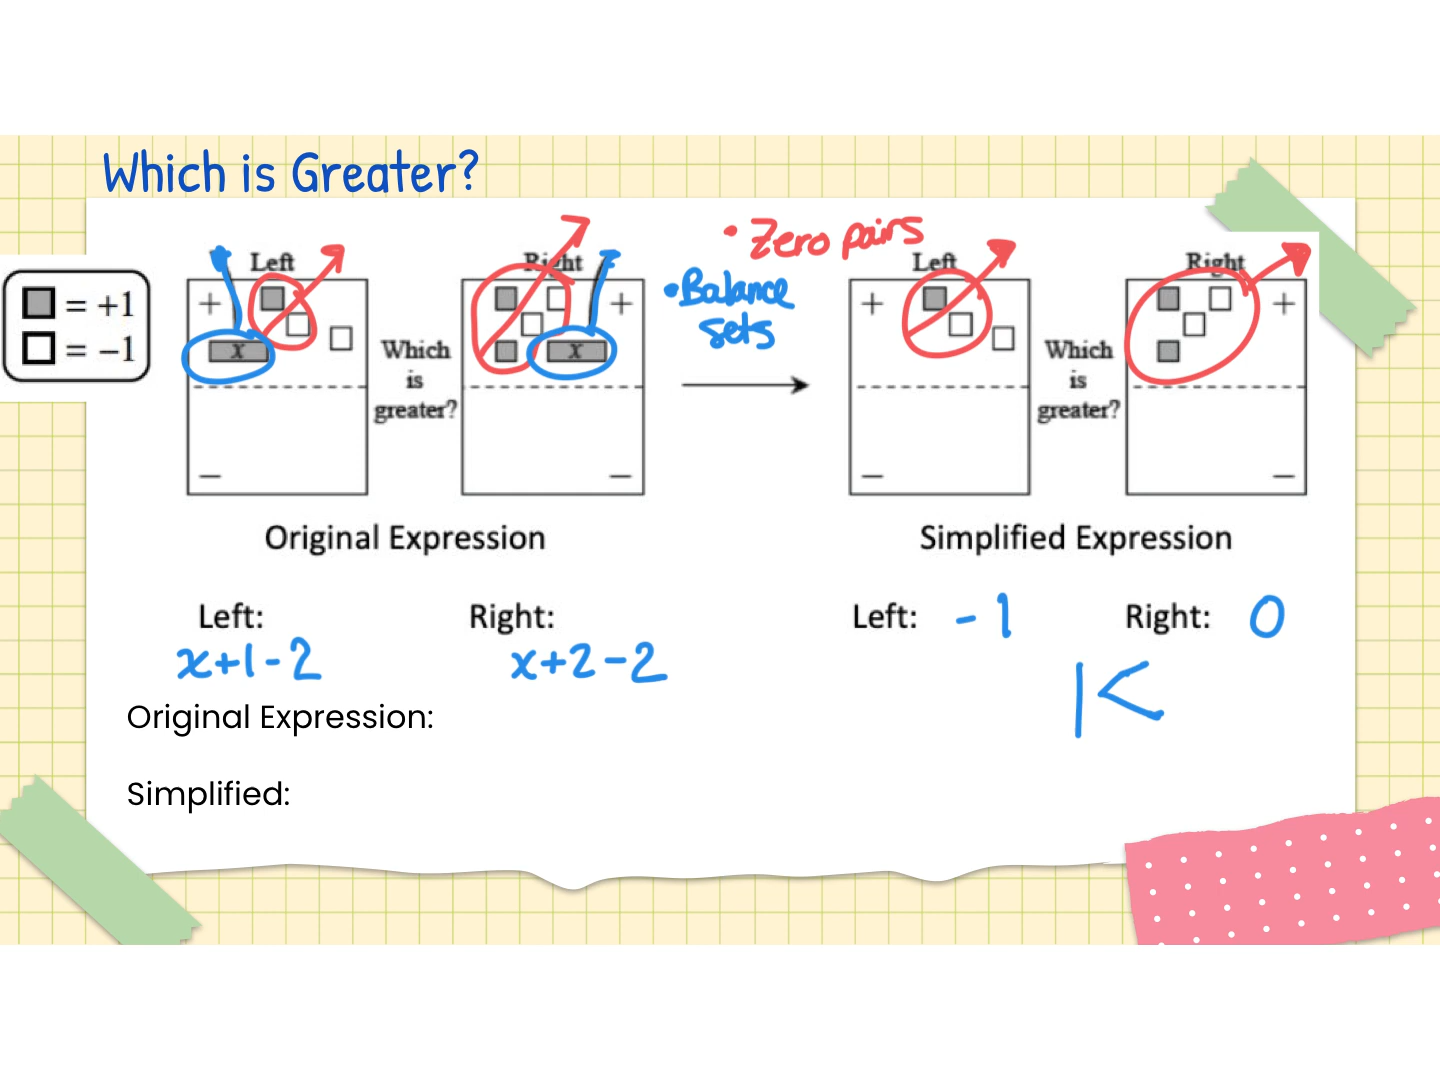 Which is Greater?
= +1
= −1
Left
Right
+
x
−
Which
is
greater?
+
x
−
• Zero pairs
• Balance
sets
Left
Right
+
−
Which
is
greater?
+
−
Original Expression
Simplified Expression
Left:
x+1-2
Right:
x+2-2
Left: -1
Right: 0
|<
Original Expression:
Simplified: